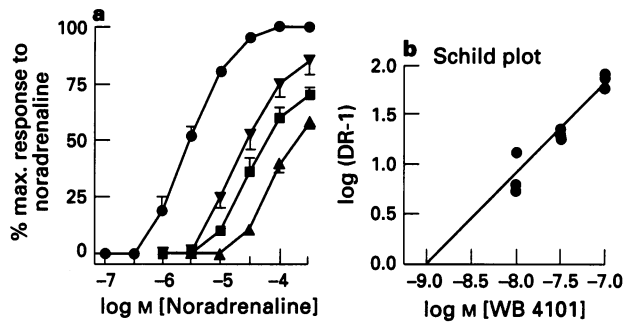 a
% max. response to
noradrenaline
100
75
50
25
0
-7 -6 -5 -4
log M [Noradrenaline]
b Schild plot
log (DR-1)
2.0
1.5
1.0
0.5
0.0
-9.0 -8.5 -8.0 -7.5 -7.0
log M [WB 4101]